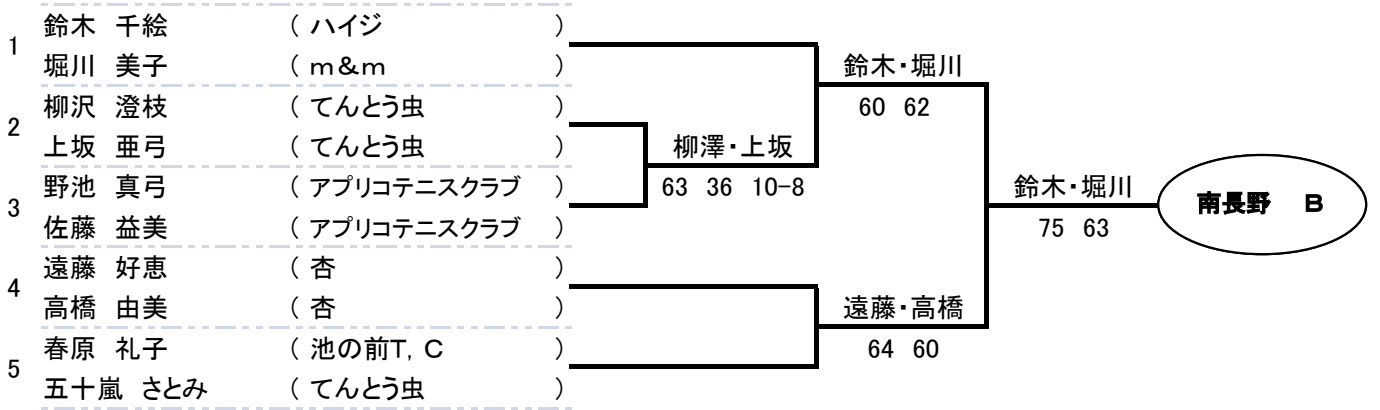 1
鈴木 千絵 ( ハイジ )
堀川 美子 ( m&m )
2
柳沢 澄枝 ( てんとう虫 )
上坂 亜弓 ( てんとう虫 )
3
野池 真弓 ( アプリコテニスクラブ )
佐藤 益美 ( アプリコテニスクラブ )
4
遠藤 好恵 ( 杏 )
高橋 由美 ( 杏 )
5
春原 礼子 ( 池の前T, C )
五十嵐 さとみ ( てんとう虫 )
柳澤・上坂
63 36 10-8
鈴木・堀川
60 62
遠藤・高橋
64 60
鈴木・堀川
75 63
南長野 B